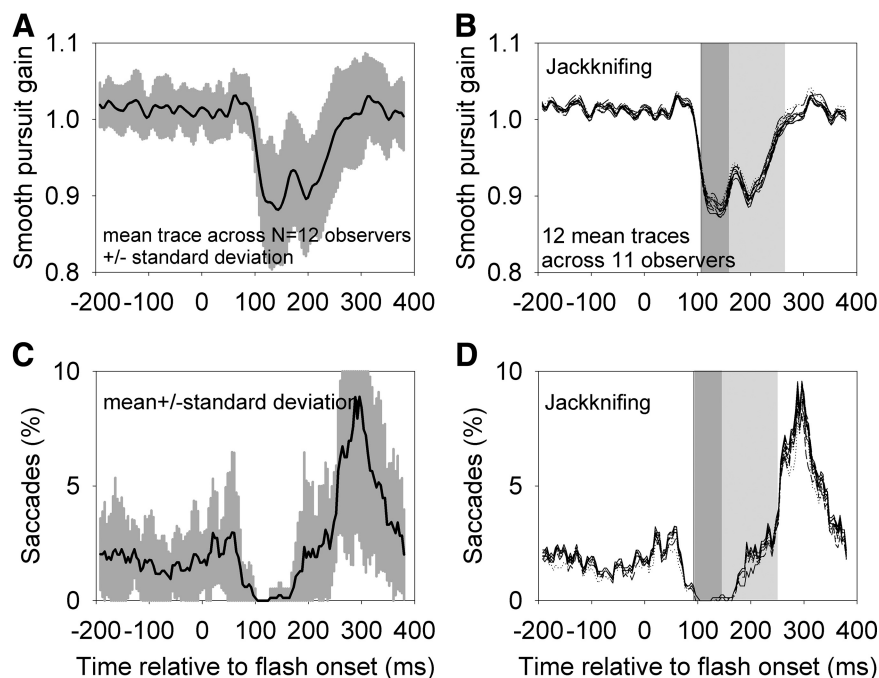 A
B
1.1
1.0
0.9
0.8
Smooth pursuit gain
mean trace across N=12 observers
+/- standard deviation
-200 -100 0 100 200 300 400
1.1
1.0
0.9
0.8
Smooth pursuit gain
Jackknifing
12 mean traces
across 11 observers
-200 -100 0 100 200 300 400
C
D
10
5
0
Saccades (%)
mean+/-standard deviation
-200 -100 0 100 200 300 400
Time relative to flash onset (ms)
10
5
0
Saccades (%)
Jackknifing
-200 -100 0 100 200 300 400
Time relative to flash onset (ms)